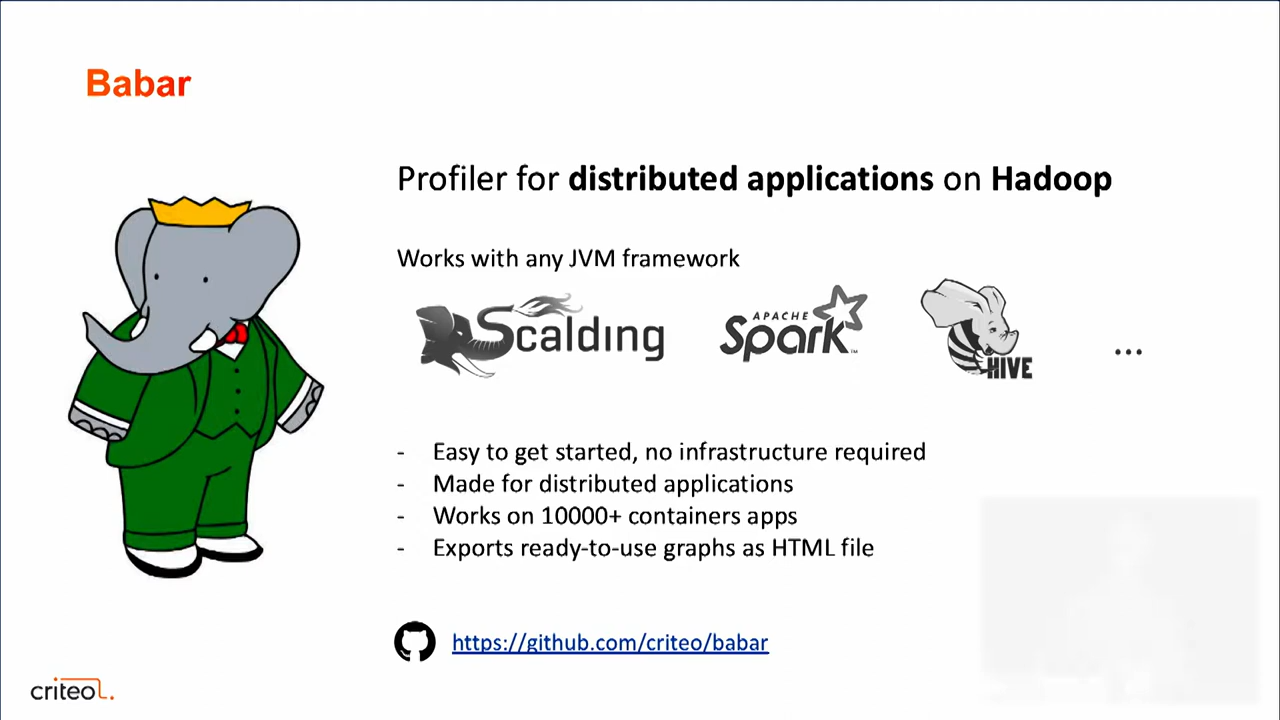 Babar
Profiler for distributed applications on Hadoop
Works with any JVM framework
Scalding
APACHE
Spark™
HIVE
...
- Easy to get started, no infrastructure required
- Made for distributed applications
- Works on 10000+ containers apps
- Exports ready-to-use graphs as HTML file
https://github.com/criteo/babar
criteo